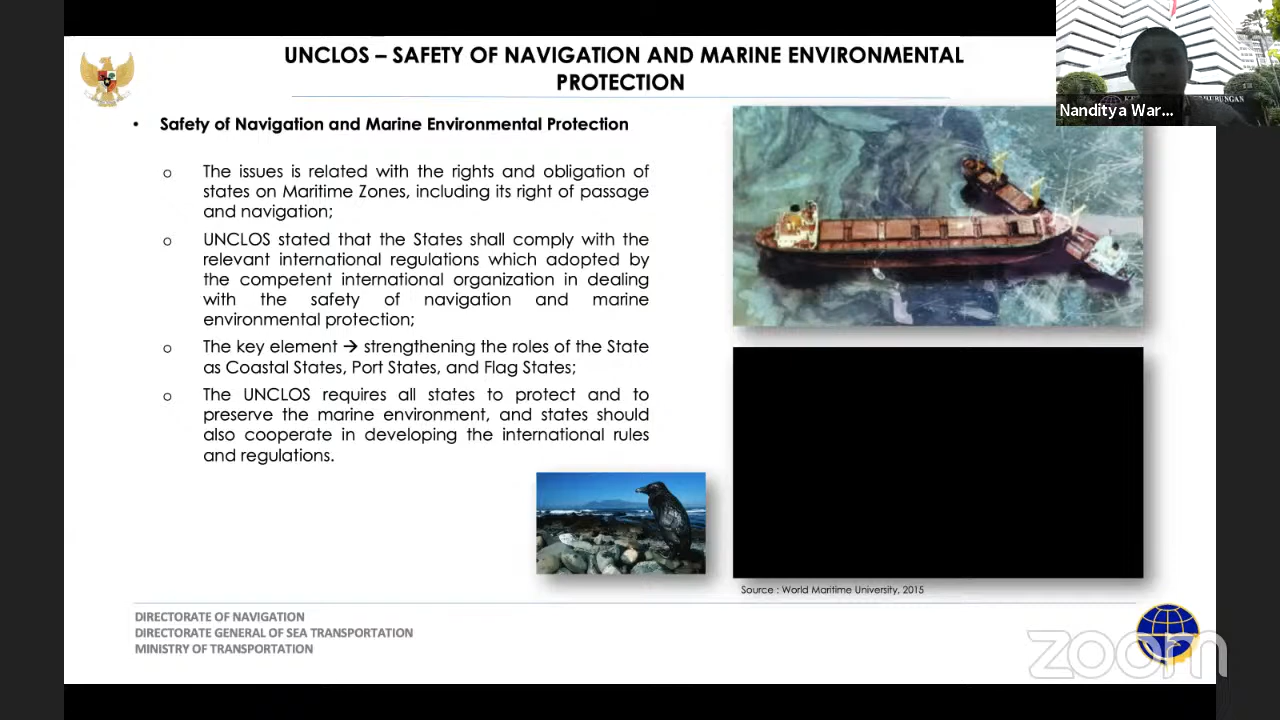 UNCLOS – SAFETY OF NAVIGATION AND MARINE ENVIRONMENTAL
PROTECTION
Nanditya War...
• Safety of Navigation and Marine Environmental Protection
o The issues is related with the rights and obligation of
states on Maritime Zones, including its right of passage
and navigation;
o UNCLOS stated that the States shall comply with the
relevant international regulations which adopted by
the competent international organization in dealing
with the safety of navigation and marine
environmental protection;
o The key element → strengthening the roles of the State
as Coastal States, Port States, and Flag States;
o The UNCLOS requires all states to protect and to
preserve the marine environment, and states should
also cooperate in developing the international rules
and regulations.
Source : World Maritime University, 2015
DIRECTORATE OF NAVIGATION
DIRECTORATE GENERAL OF SEA TRANSPORTATION
MINISTRY OF TRANSPORTATION
zoom